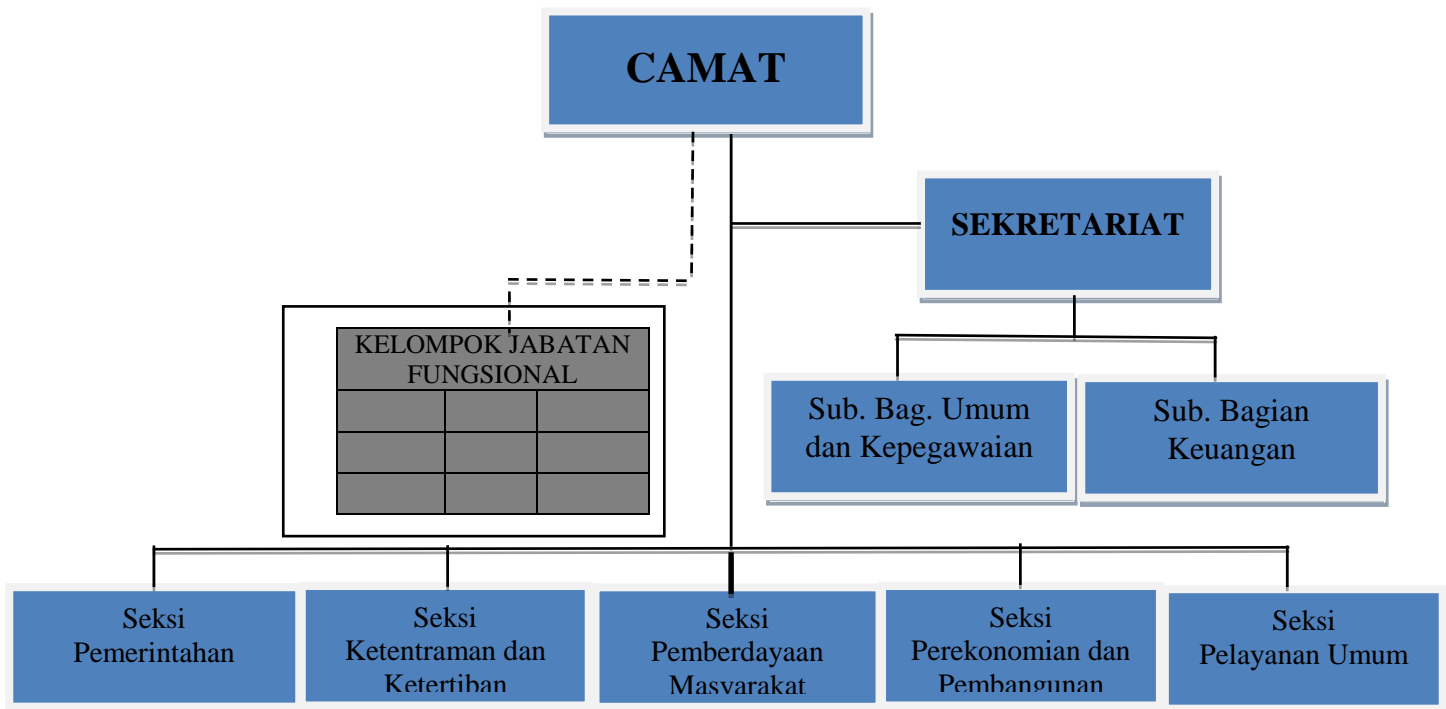 CAMAT
SEKRETARIAT
KELOMPOK JABATAN
FUNGSIONAL
Sub. Bag. Umum
dan Kepegawaian
Sub. Bagian
Keuangan
Seksi
Pemerintahan
Seksi
Ketentraman dan
Ketertiban
Seksi
Pemberdayaan
Masyarakat
Seksi
Perekonomian dan
Pembangunan
Seksi
Pelayanan Umum